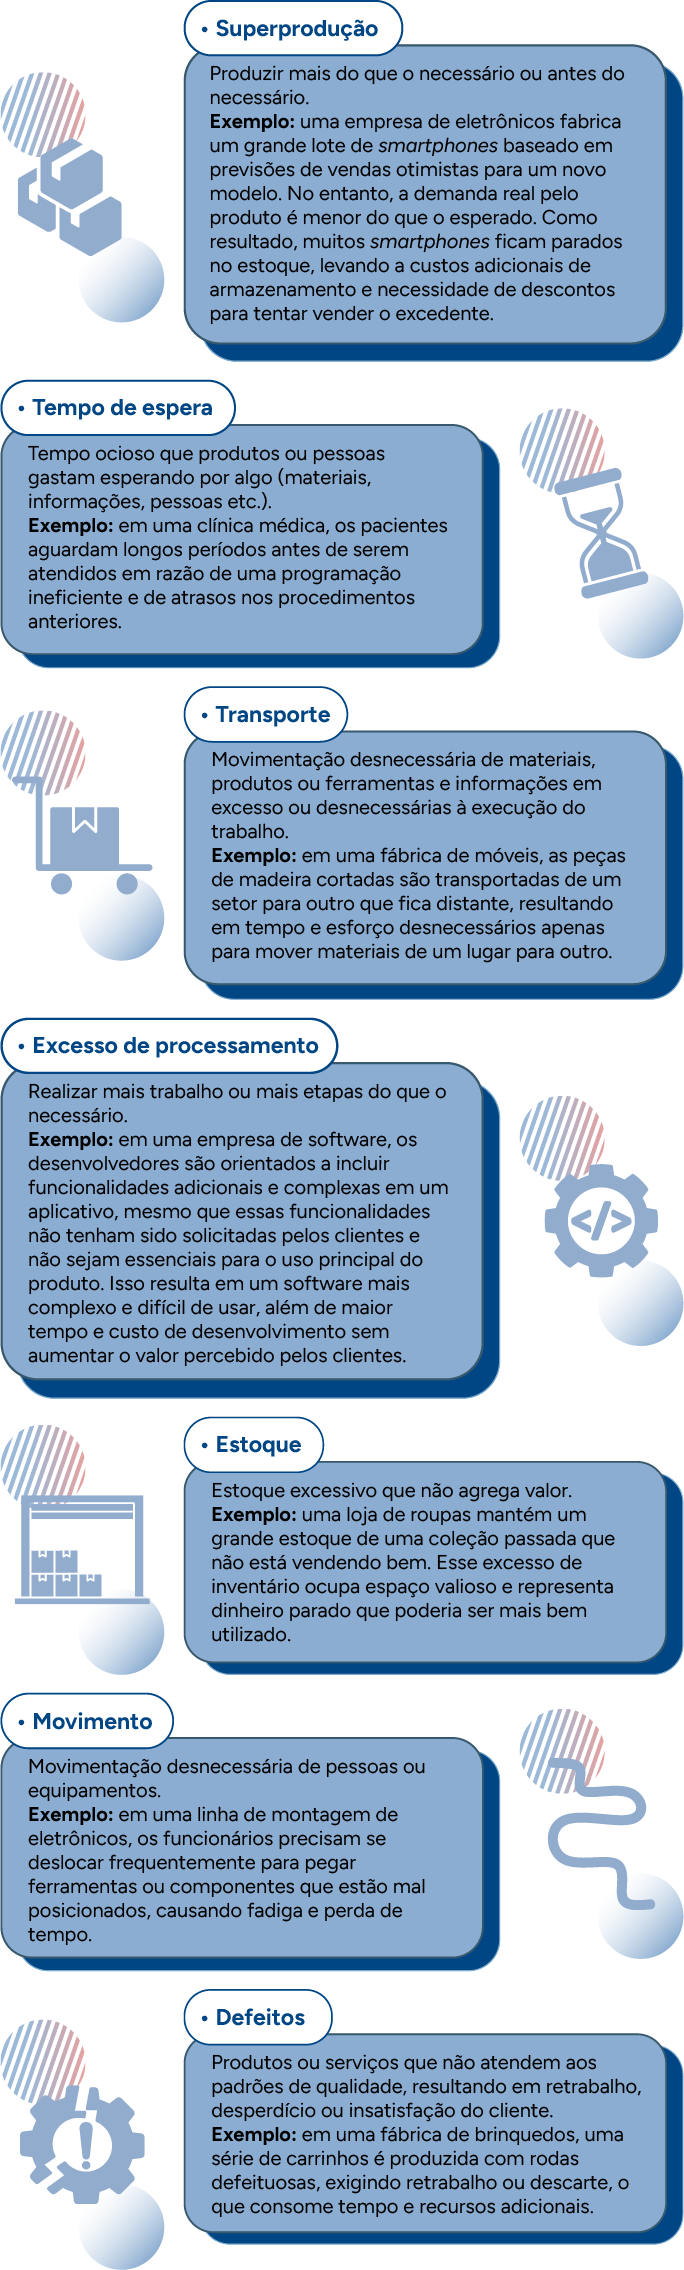 • Superprodução
Produzir mais do que o necessário ou antes do
necessário.
Exemplo: uma empresa de eletrônicos fabrica
um grande lote de smartphones baseado em
previsões de vendas otimistas para um novo
modelo. No entanto, a demanda real pelo
produto é menor do que o esperado. Como
resultado, muitos smartphones ficam parados
no estoque, levando a custos adicionais de
armazenamento e necessidade de descontos
para tentar vender o excedente.
• Tempo de espera
Tempo ocioso que produtos ou pessoas
gastam esperando por algo (materiais,
informações, pessoas etc.).
Exemplo: em uma clínica médica, os pacientes
aguardam longos períodos antes de serem
atendidos em razão de uma programação
ineficiente e de atrasos nos procedimentos
anteriores.
• Transporte
Movimentação desnecessária de materiais,
produtos ou ferramentas e informações em
excesso ou desnecessárias à execução do
trabalho.
Exemplo: em uma fábrica de móveis, as peças
de madeira cortadas são transportadas de um
setor para outro que fica distante, resultando
em tempo e esforço desnecessários apenas
para mover materiais de um lugar para outro.
• Excesso de processamento
Realizar mais trabalho ou mais etapas do que o
necessário.
Exemplo: em uma empresa de software, os
desenvolvedores são orientados a incluir
funcionalidades adicionais e complexas em um
aplicativo, mesmo que essas funcionalidades
não tenham sido solicitadas pelos clientes e
não sejam essenciais para o uso principal do
produto. Isso resulta em um software mais
complexo e difícil de usar, além de maior
tempo e custo de desenvolvimento sem
aumentar o valor percebido pelos clientes.
</>
• Estoque
Estoque excessivo que não agrega valor.
Exemplo: uma loja de roupas mantém um
grande estoque de uma coleção passada que
não está vendendo bem. Esse excesso de
inventário ocupa espaço valioso e representa
dinheiro parado que poderia ser mais bem
utilizado.
• Movimento
Movimentação desnecessária de pessoas ou
equipamentos.
Exemplo: em uma linha de montagem de
eletrônicos, os funcionários precisam se
deslocar frequentemente para pegar
ferramentas ou componentes que estão mal
posicionados, causando fadiga e perda de
tempo.
• Defeitos
Produtos ou serviços que não atendem aos
padrões de qualidade, resultando em retrabalho,
desperdício ou insatisfação do cliente.
Exemplo: em uma fábrica de brinquedos, uma
série de carrinhos é produzida com rodas
defeituosas, exigindo retrabalho ou descarte, o
que consome tempo e recursos adicionais.